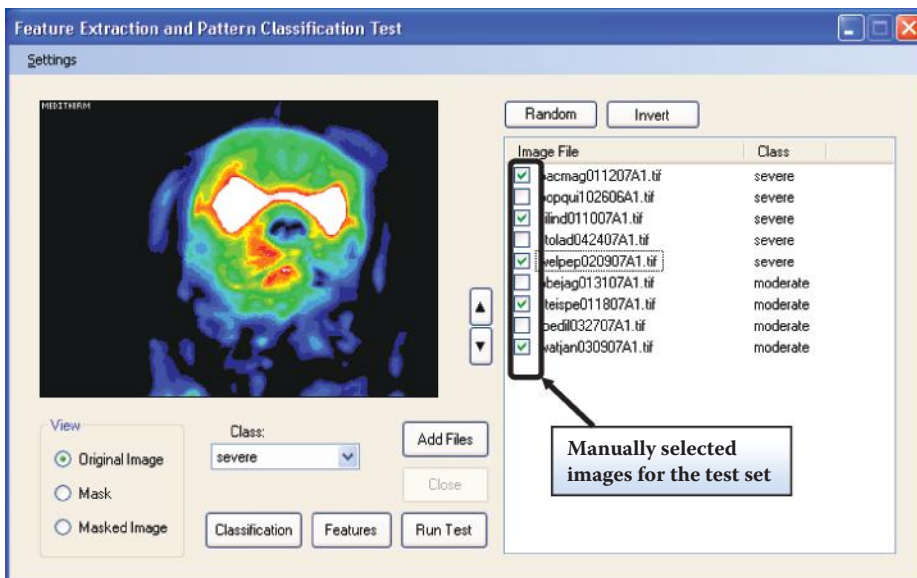 Feature Extraction and Pattern Classification Test
Settings
MEDITHERM
Random Invert
Image File Class
acmag011207A1.tif severe
opqui102606A1.tif severe
ilind011007A1.tif severe
tolad042407A1.tif severe
velpep020907A1.tif severe
bejag013107A1.tif moderate
teispe011807A1.tif moderate
pedil032707A1.tif moderate
vatjan030907A1.tif moderate
▲
▼
View
Original Image
Mask
Masked Image
Class:
severe
Add Files
Close
Classification Features Run Test
Manually selected
images for the test set